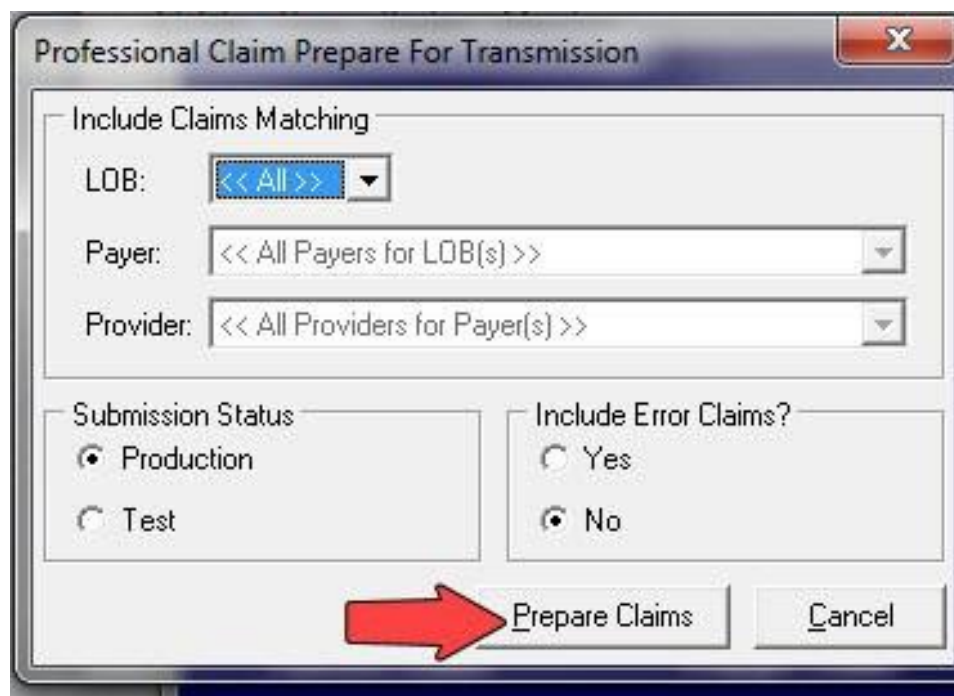 Professional Claim Prepare For Transmission
Include Claims Matching
LOB: << All >>
Payer: << All Payers for LOB(s) >>
Provider: << All Providers for Payer(s) >>
Submission Status
Production
Test
Include Error Claims?
Yes
No
Prepare Claims
Cancel